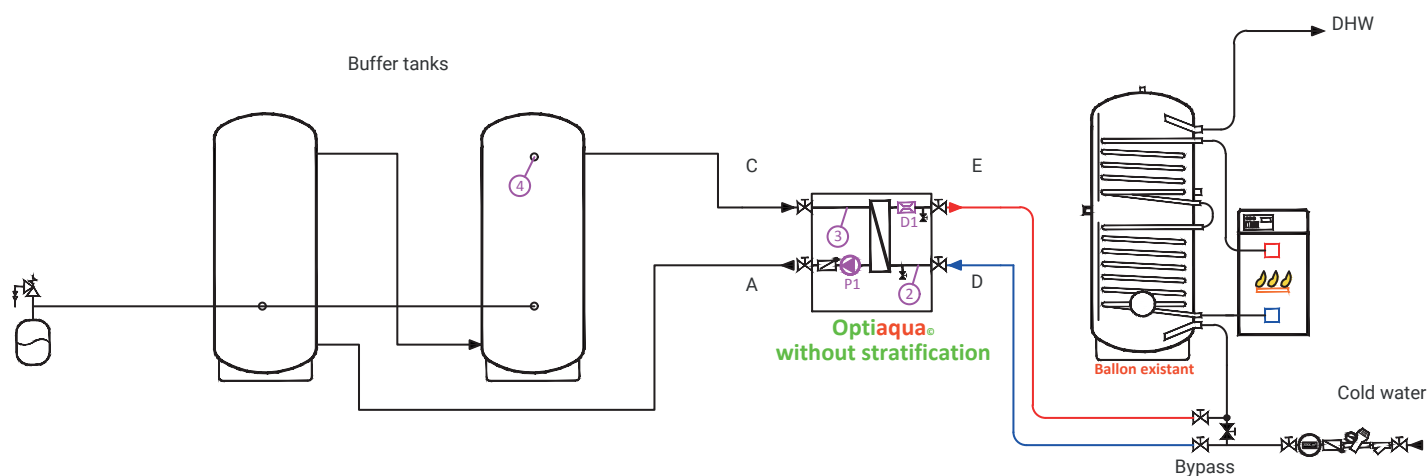 DHW
Buffer tanks
C
E
4
3
D1
A
P1
2
D
Optiaqua©
without stratification
Ballon existant
Cold water
Bypass